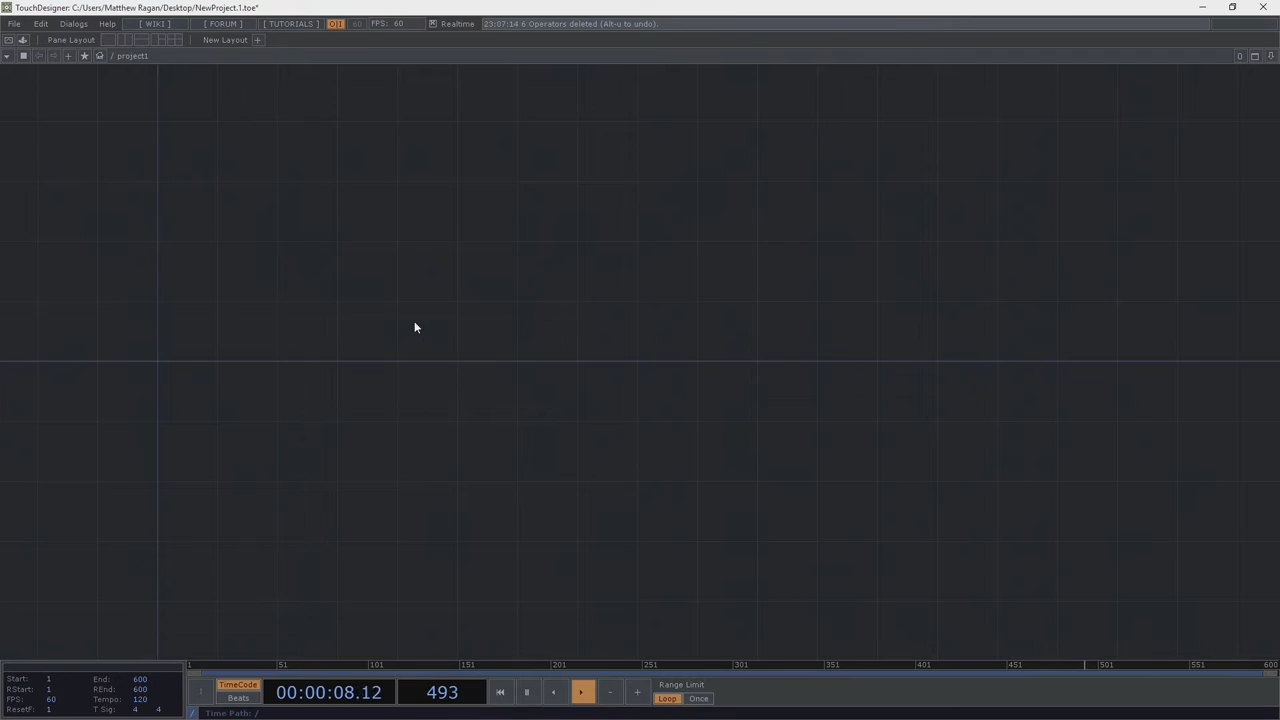 TouchDesigner: C:/Users/Matthew Ragan/Desktop/NewProject.1.toe*
File Edit Dialogs Help [ WIKI ] [ FORUM ] [ TUTORIALS ] O|I 60 FPS: 60 Realtime 23:07:14 6 Operators deleted (Alt-u to undo).
Pane Layout New Layout +
+ / project1 0
1 51 101 151 201 251 301 351 401 451 501 551 600
Start: 1 End: 600
RStart: 1 REnd: 600
FPS: 60 Tempo: 120
ResetF: 1 T Sig: 4 4
TimeCode
Beats
00:00:08.12 493
- +
Range Limit
Loop Once
/ Time Path: /